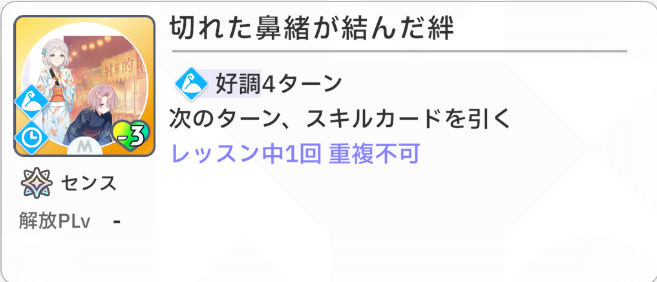 切れた鼻緒が結んだ絆
好調4ターン
次のターン、スキルカードを引く
レッスン中1回 重複不可
-3
M
センス
解放PLv -